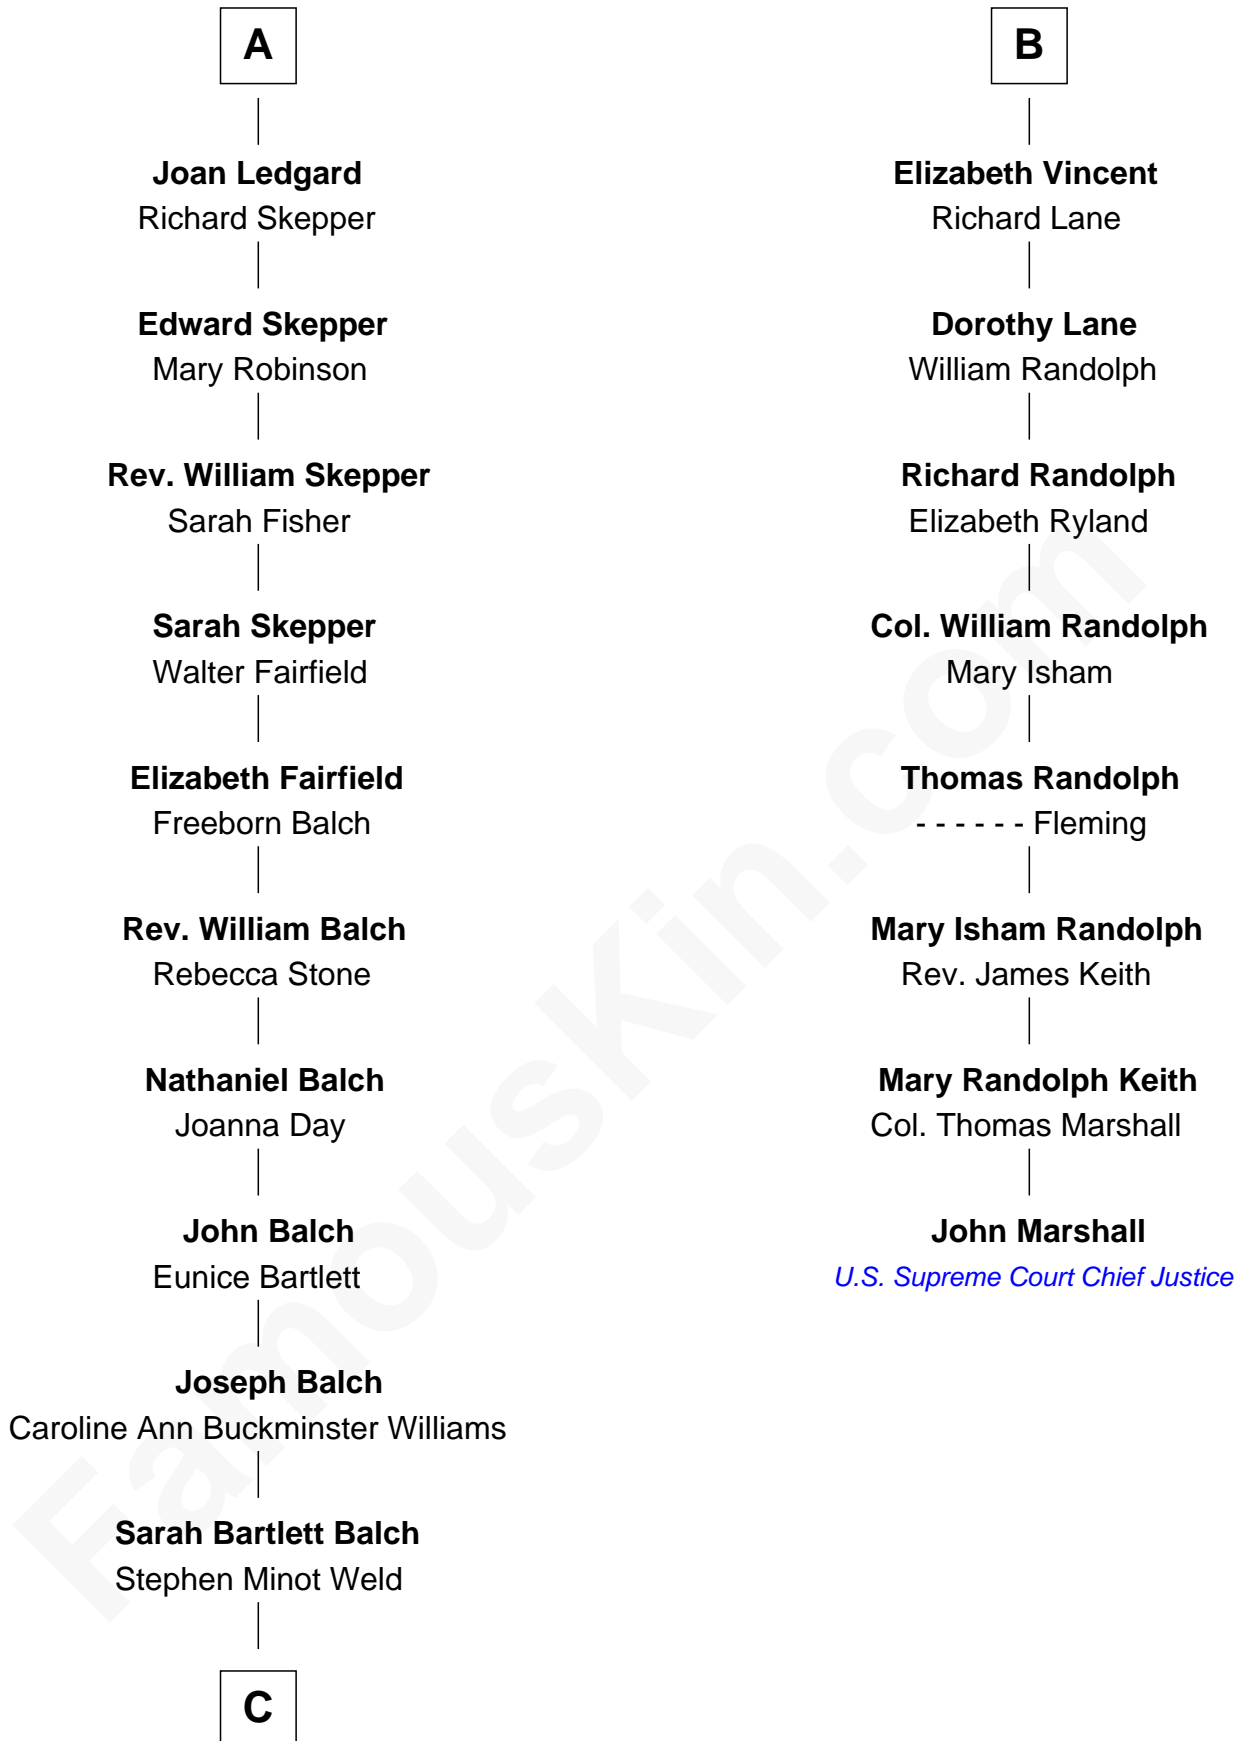 A
Joan Ledgard
Richard Skepper
Edward Skepper
Mary Robinson
Rev. William Skepper
Sarah Fisher
Sarah Skepper
Walter Fairfield
Elizabeth Fairfield
Freeborn Balch
Rev. William Balch
Rebecca Stone
Nathaniel Balch
Joanna Day
John Balch
Eunice Bartlett
Joseph Balch
Caroline Ann Buckminster Williams
Sarah Bartlett Balch
Stephen Minot Weld
C
B
Elizabeth Vincent
Richard Lane
Dorothy Lane
William Randolph
Richard Randolph
Elizabeth Ryland
Col. William Randolph
Mary Isham
Thomas Randolph
- - - - - - Fleming
Mary Isham Randolph
Rev. James Keith
Mary Randolph Keith
Col. Thomas Marshall
John Marshall
U.S. Supreme Court Chief Justice
FamousKin.com